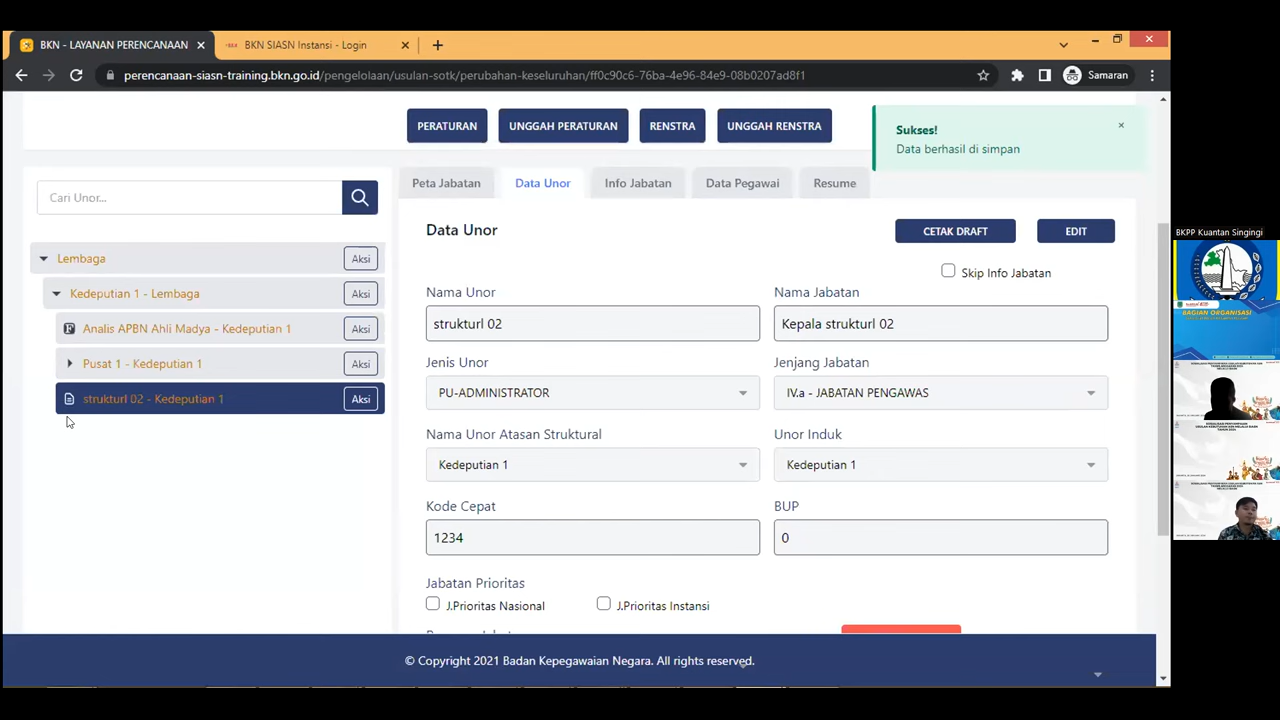 BKN - LAYANAN PERENCANAAN
BKN SIASN Instansi - Login
perencanaan-siasn-training.bkn.go.id/pengelolaan/usulan-sotk/perubahan-keseluruhan/ff0c90c6-76ba-4e96-84e9-08b0207ad8f1
Samaran
PERATURAN
UNGGAH PERATURAN
RENSTRA
UNGGAH RENSTRA
Sukses!
Data berhasil di simpan
Cari Unor...
Lembaga
Aksi
Kedeputian 1 - Lembaga
Aksi
Analis APBN Ahli Madya - Kedeputian 1
Aksi
Pusat 1 - Kedeputian 1
Aksi
strukturl 02 - Kedeputian 1
Aksi
Peta Jabatan
Data Unor
Info Jabatan
Data Pegawai
Resume
Data Unor
CETAK DRAFT
EDIT
Skip Info Jabatan
Nama Unor
Nama Jabatan
strukturl 02
Kepala strukturl 02
Jenis Unor
Jenjang Jabatan
PU-ADMINISTRATOR
IV.a - JABATAN PENGAWAS
Nama Unor Atasan Struktural
Unor Induk
Kedeputian 1
Kedeputian 1
Kode Cepat
BUP
1234
0
Jabatan Prioritas
J.Prioritas Nasional
J.Prioritas Instansi
© Copyright 2021 Badan Kepegawaian Negara. All rights reserved.
BKPP Kuantan Singingi
BAGIAN ORGANISASI